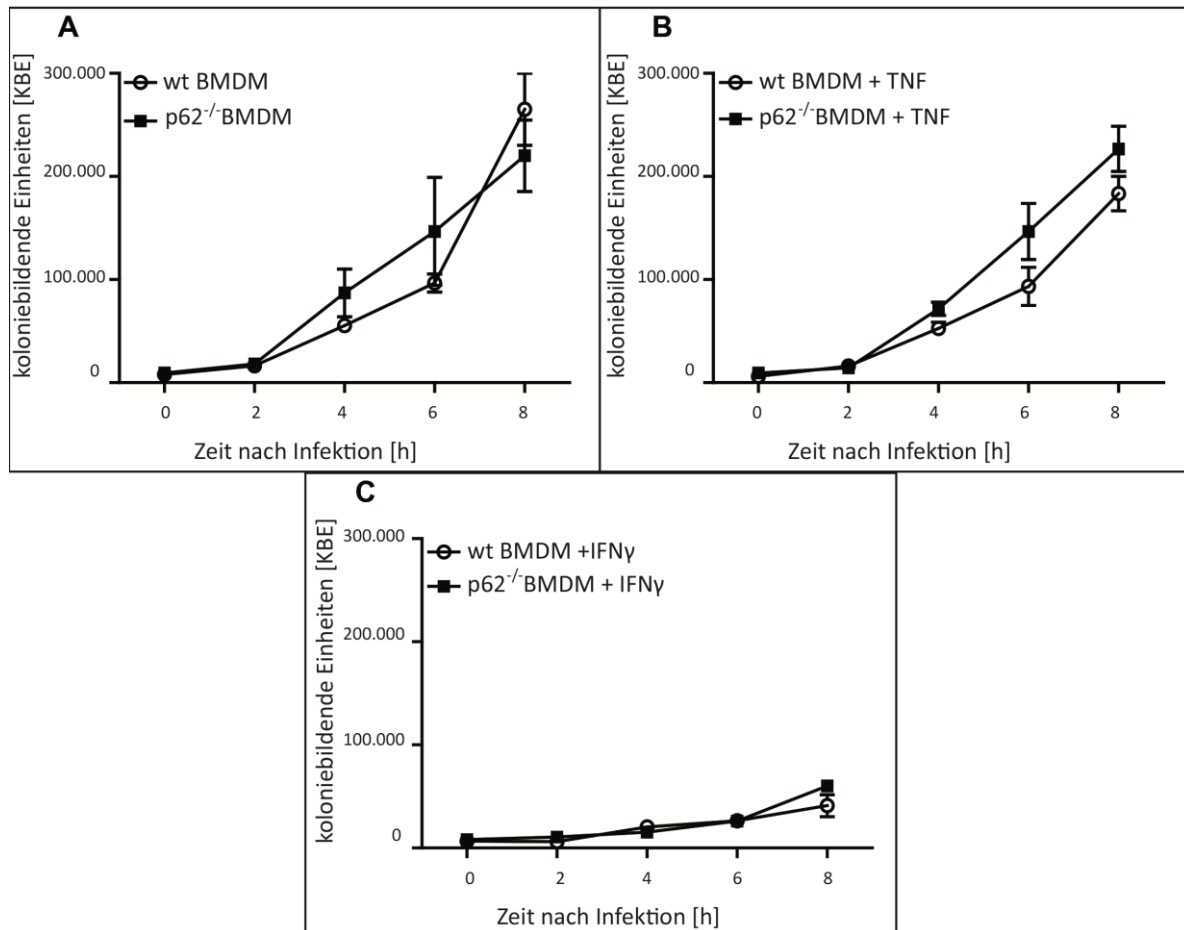 A
koloniebildende Einheiten [KBE]
300.000
200.000
100.000
0
wt BMDM
p62-/-BMDM
0 2 4 6 8
Zeit nach Infektion [h]
B
koloniebildende Einheiten [KBE]
300.000
200.000
100.000
0
wt BMDM + TNF
p62-/-BMDM + TNF
0 2 4 6 8
Zeit nach Infektion [h]
C
koloniebildende Einheiten [KBE]
300.000
200.000
100.000
0
wt BMDM +IFNγ
p62-/-BMDM + IFNγ
0 2 4 6 8
Zeit nach Infektion [h]